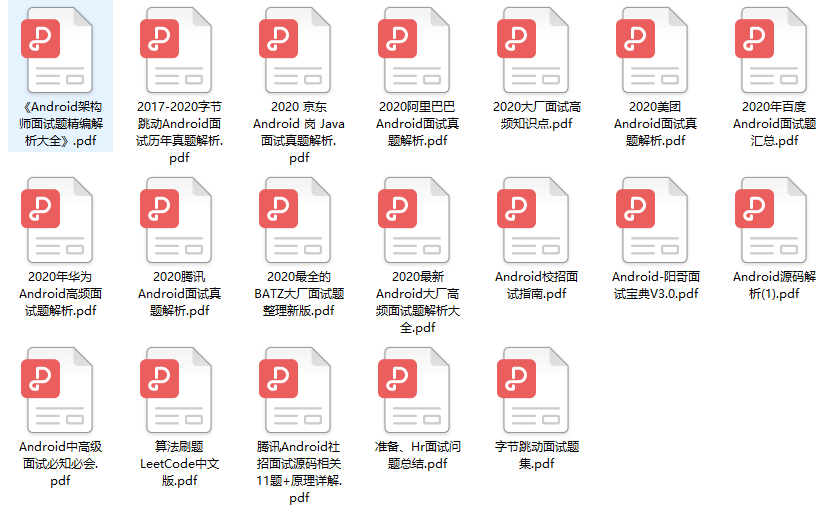 《Android架构
师面试题精编解
析大全》.pdf
2017-2020字节
跳动Android面
试历年真题解析.
pdf
2020 京东
Android 岗 Java
面试真题解析.
pdf
2020阿里巴巴
Android面试真
题解析.pdf
2020大厂面试高
频知识点.pdf
2020美团
Android面试真
题解析.pdf
2020年百度
Android面试题
汇总.pdf
2020年华为
Android高频面
试题解析.pdf
2020腾讯
Android面试真
题解析.pdf
2020最全的
BATZ大厂面试题
整理新版.pdf
2020最新
Android大厂高
频面试题解析大
全.pdf
Android校招面
试指南.pdf
Android-阳哥面
试宝典V3.0.pdf
Android源码解
析(1).pdf
Android中高级
面试必知必会.
pdf
算法刷题
LeetCode中文
版.pdf
腾讯Android社
招面试源码相关
11题+原理详解.
pdf
准备、Hr面试问
题总结.pdf
字节跳动面试题
集.pdf